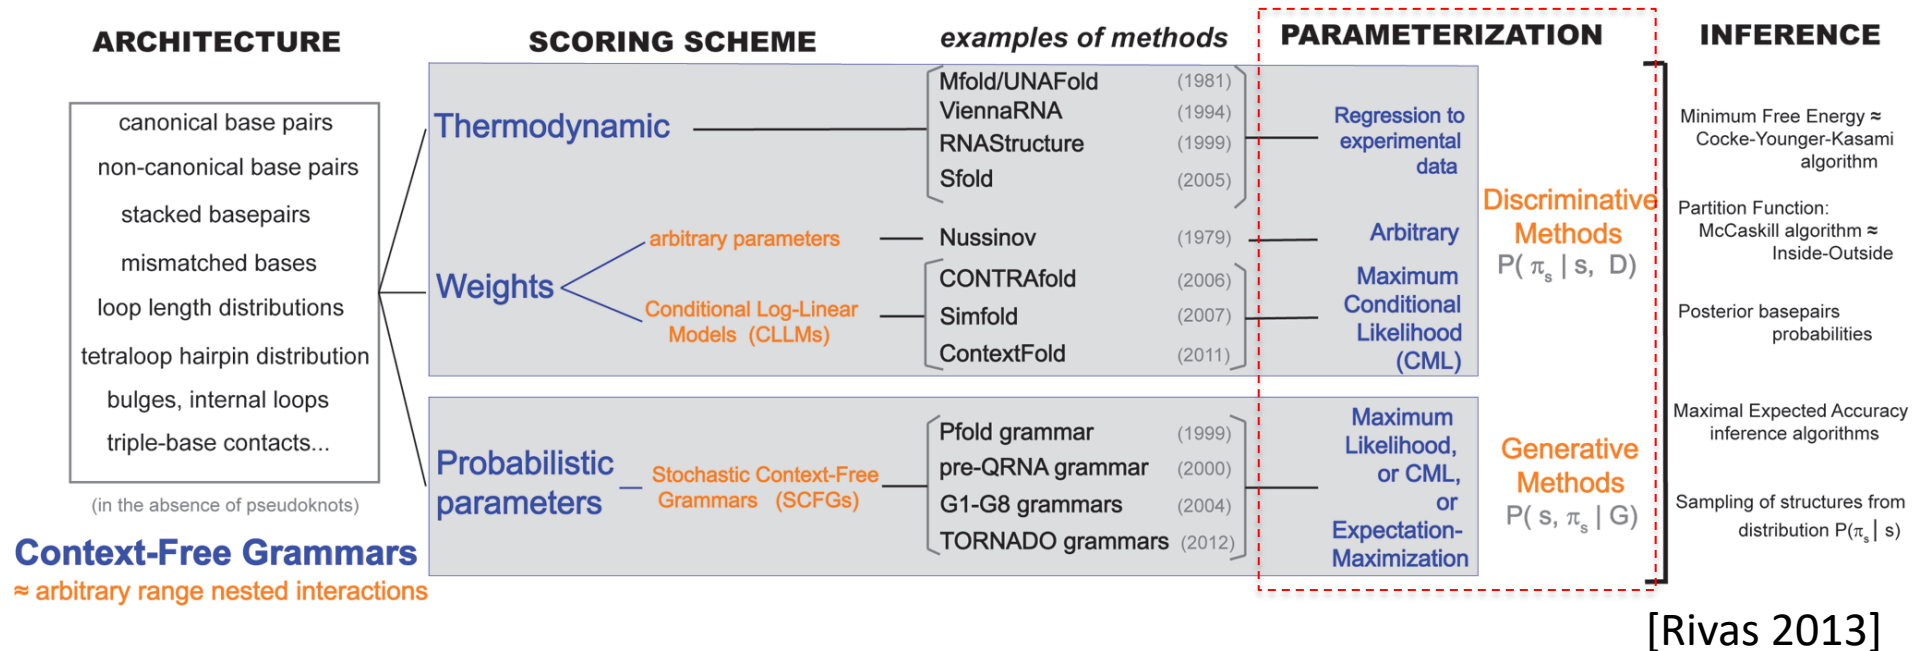 ARCHITECTURE
canonical base pairs
non-canonical base pairs
stacked basepairs
mismatched bases
loop length distributions
tetraloop hairpin distribution
bulges, internal loops
triple-base contacts...
(in the absence of pseudoknots)
Context-Free Grammars
≈ arbitrary range nested interactions
SCORING SCHEME
Thermodynamic
Weights
arbitrary parameters
Conditional Log-Linear
Models (CLLMs)
Probabilistic
parameters
Stochastic Context-Free
Grammars (SCFGs)
examples of methods
Mfold/UNAFold (1981)
ViennaRNA (1994)
RNAStructure (1999)
Sfold (2005)
Nussinov (1979)
CONTRAfold (2006)
Simfold (2007)
ContextFold (2011)
Pfold grammar (1999)
pre-QRNA grammar (2000)
G1-G8 grammars (2004)
TORNADO grammars (2012)
PARAMETERIZATION
Regression to
experimental
data
Arbitrary
Maximum
Conditional
Likelihood
(CML)
Maximum
Likelihood,
or CML,
or
Expectation-
Maximization
Discriminative
Methods
P( πs | s, D)
Generative
Methods
P( s, πs | G)
INFERENCE
Minimum Free Energy ≈
Cocke-Younger-Kasami
algorithm
Partition Function:
McCaskill algorithm ≈
Inside-Outside
Posterior basepairs
probabilities
Maximal Expected Accuracy
inference algorithms
Sampling of structures from
distribution P(πs | s)
[Rivas 2013]